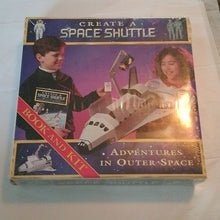 CREATE A
SPACE SHUTTLE
BOOK AND KIT
ADVENTURES
IN OUTER SPACE